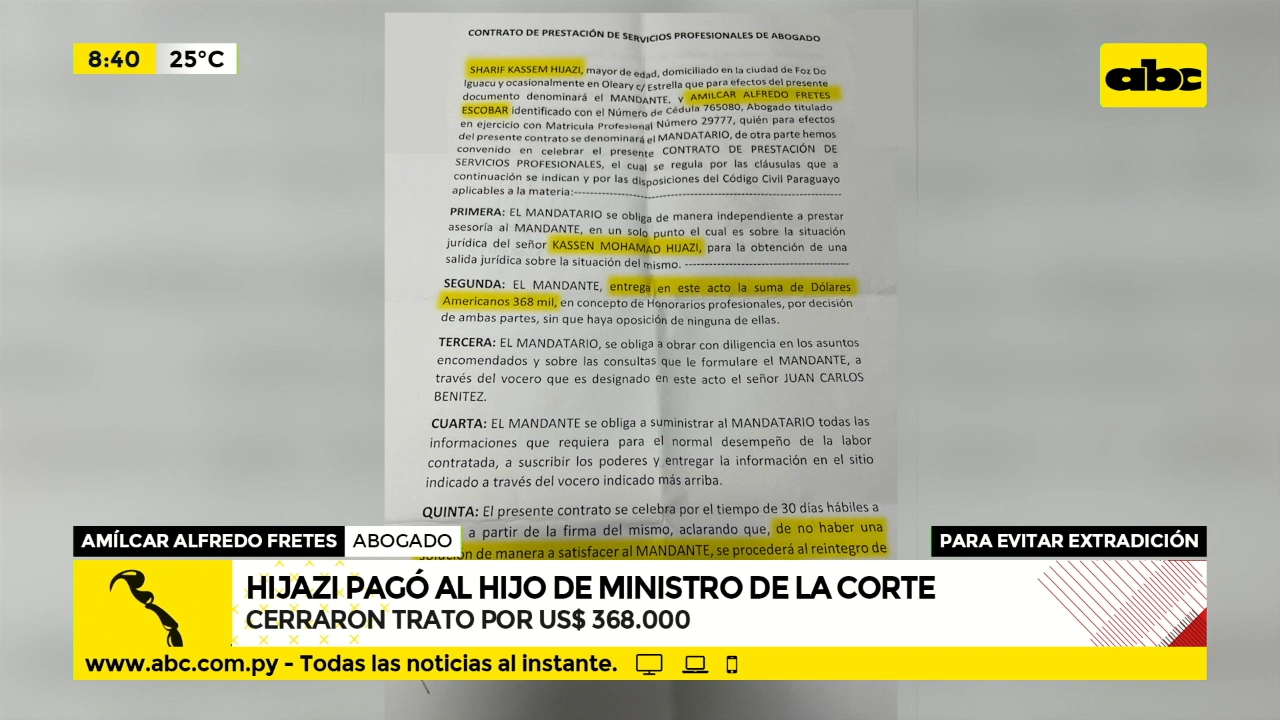 8:40 25°C
abc
CONTRATO DE PRESTACIÓN DE SERVICIOS PROFESIONALES DE ABOGADO
SHARIF KASSEM HIJAZI, mayor de edad, domiciliado en la ciudad de Foz Do
Iguacu y ocasionalmente en Oleary c/ Estrella que para efectos del presente
documento denominará el MANDANTE, y AMILCAR ALFREDO FRETES
ESCOBAR identificado con el Número de Cédula 765080, Abogado titulado
en ejercicio con Matricula Profesional Número 29777, quién para efectos
del presente contrato se denominará el MANDATARIO, de otra parte hemos
convenido en celebrar el presente CONTRATO DE PRESTACIÓN DE
SERVICIOS PROFESIONALES, el cual se regula por las cláusulas que a
continuación se indican y por las disposiciones del Código Civil Paraguayo
aplicables a la materia:--------------------------------------------------
PRIMERA: EL MANDATARIO se obliga de manera independiente a prestar
asesoría al MANDANTE, en un solo punto el cual es sobre la situación
jurídica del señor KASSEN MOHAMAD HIJAZI, para la obtención de una
salida jurídica sobre la situación del mismo. ------------------------------
SEGUNDA: EL MANDANTE, entrega en este acto la suma de Dólares
Americanos 368 mil, en concepto de Honorarios profesionales, por decisión
de ambas partes, sin que haya oposición de ninguna de ellas.
TERCERA: EL MANDATARIO, se obliga a obrar con diligencia en los asuntos
encomendados y sobre las consultas que le formulare el MANDANTE, a
través del vocero que es designado en este acto el señor JUAN CARLOS
BENITEZ.
CUARTA: EL MANDANTE se obliga a suministrar al MANDATARIO todas las
informaciones que requiera para el normal desempeño de la labor
contratada, a suscribir los poderes y entregar la información en el sitio
indicado a través del vocero indicado más arriba.
QUINTA: El presente contrato se celebra por el tiempo de 30 días hábiles a
a partir de la firma del mismo, aclarando que, de no haber una
solución de manera a satisfacer al MANDANTE, se procederá al reintegro de
AMÍLCAR ALFREDO FRETES ABOGADO
PARA EVITAR EXTRADICIÓN
HIJAZI PAGÓ AL HIJO DE MINISTRO DE LA CORTE
CERRARON TRATO POR US$ 368.000
www.abc.com.py - Todas las noticias al instante.